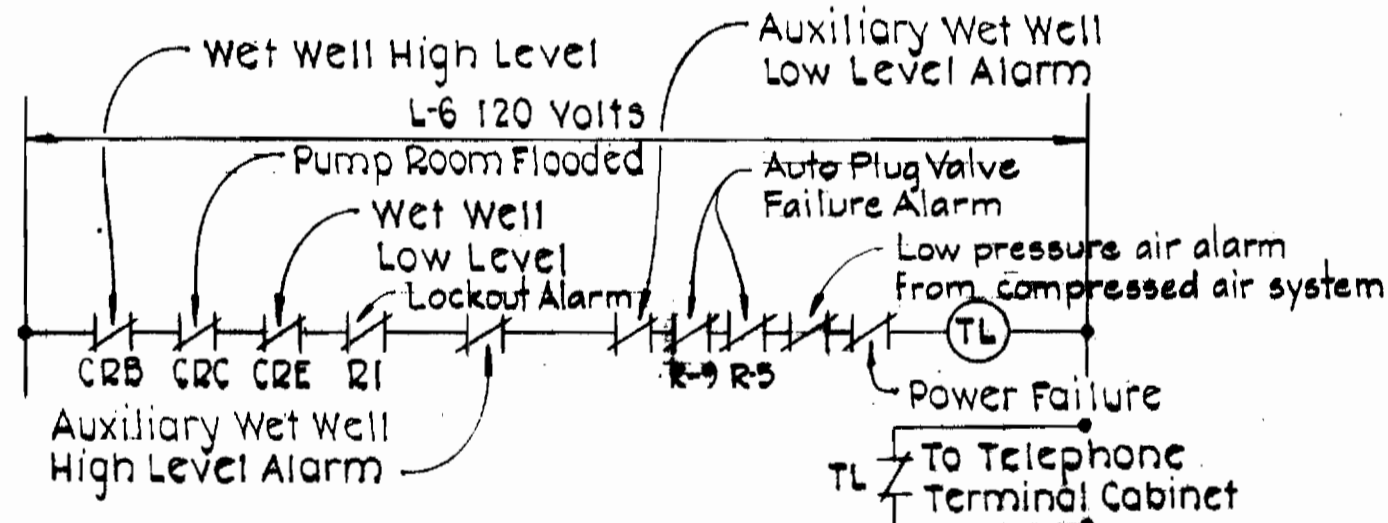 Wet Well High Level
Auxiliary Wet Well
Low Level Alarm
L-6 120 Volts
Pump Room Flooded
Auto Plug Valve
Failure Alarm
Wet Well
Low Level
Lockout Alarm
Low pressure air alarm
from compressed air system
TL
CRB CRC CRE R1 R-9 R-5
Power Failure
Auxiliary Wet Well
High Level Alarm
TL
To Telephone
Terminal Cabinet